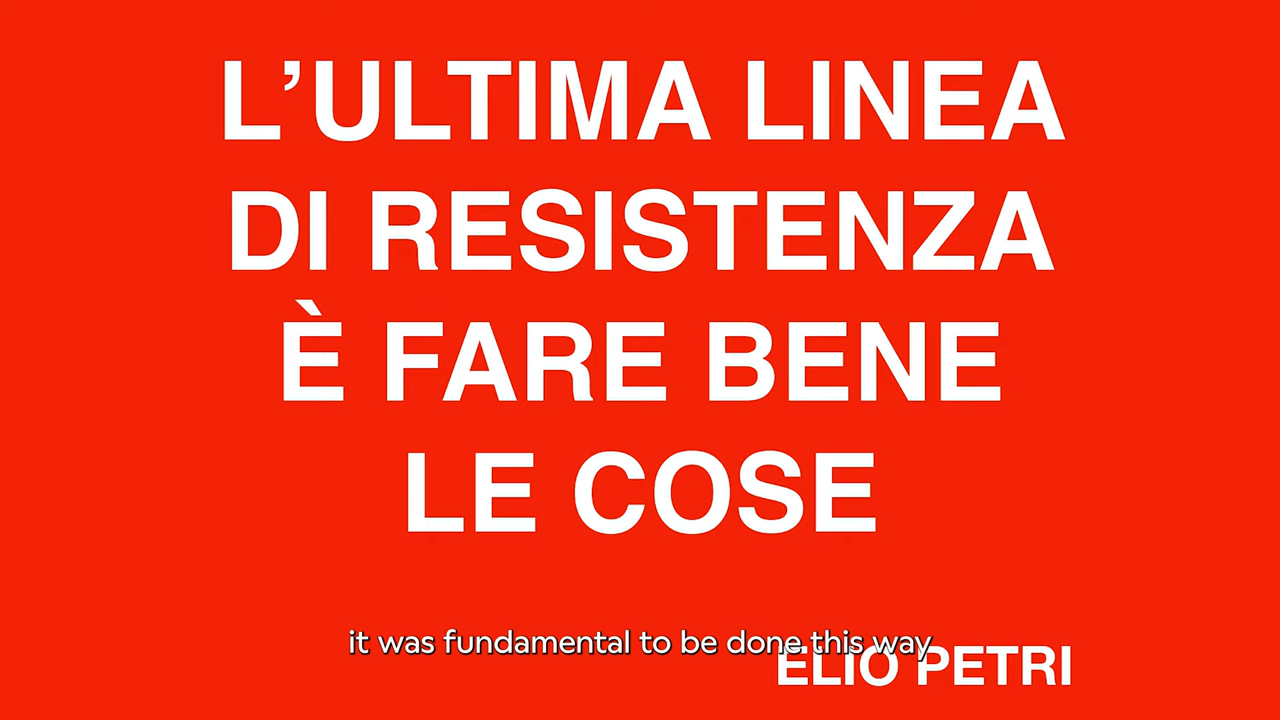 L’ULTIMA LINEA
DI RESISTENZA
È FARE BENE
LE COSE
it was fundamental to be done this way
ELIO PETRI